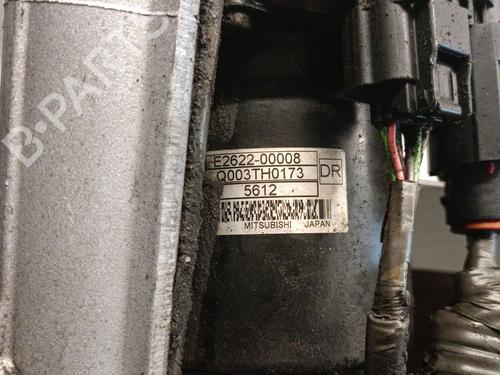 B-PARTS
E2622-00008
Q003TH0173
DR
5612
MITSUBISHI JAPAN